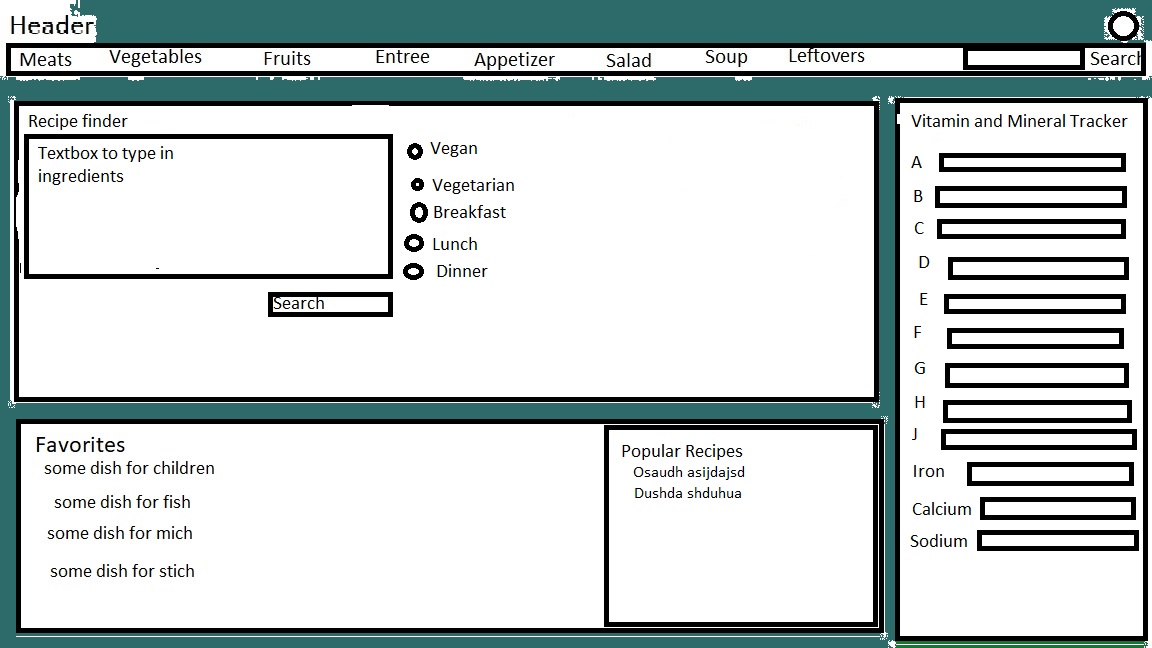 Header
Meats Vegetables Fruits Entree Appetizer Salad Soup Leftovers Search
Recipe finder
Textbox to type in
ingredients
Vegan
Vegetarian
Breakfast
Lunch
Dinner
Search
Favorites
some dish for children
some dish for fish
some dish for mich
some dish for stich
Popular Recipes
Osaudh asijdajsd
Dushda shduhua
Vitamin and Mineral Tracker
A
B
C
D
E
F
G
H
J
Iron
Calcium
Sodium